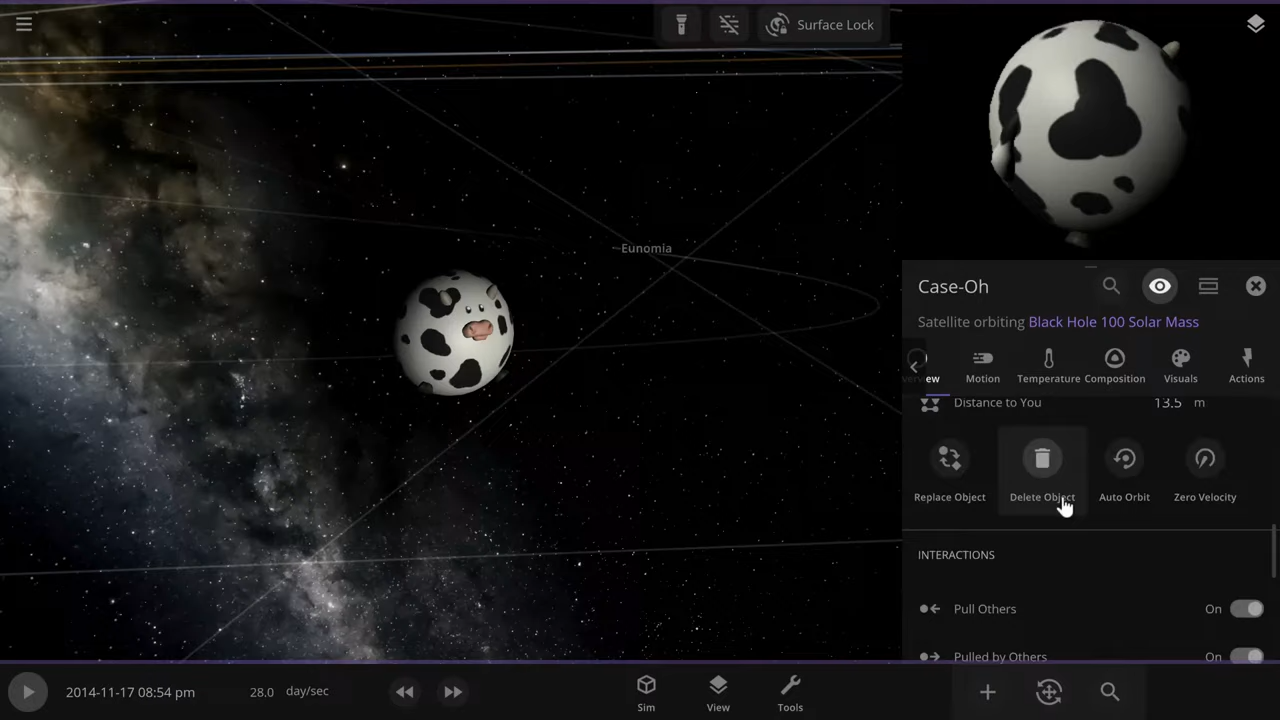 Surface Lock
Eunomia
Case-Oh
Satellite orbiting Black Hole 100 Solar Mass
Motion Temperature Composition Visuals Actions
Distance to You 13.5 m
Replace Object Delete Object Auto Orbit Zero Velocity
INTERACTIONS
Pull Others On
Pulled by Others On
2014-11-17 08:54 pm 28.0 day/sec
Sim View Tools